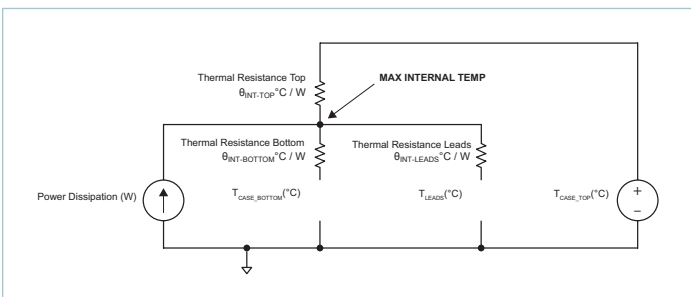 Thermal Resistance Top
θINT-TOP°C / W
MAX INTERNAL TEMP
Thermal Resistance Bottom
θINT-BOTTOM°C / W
Thermal Resistance Leads
θINT-LEADS°C / W
Power Dissipation (W)
TCASE_BOTTOM(°C)
TLEADS(°C)
TCASE_TOP(°C)
+
–